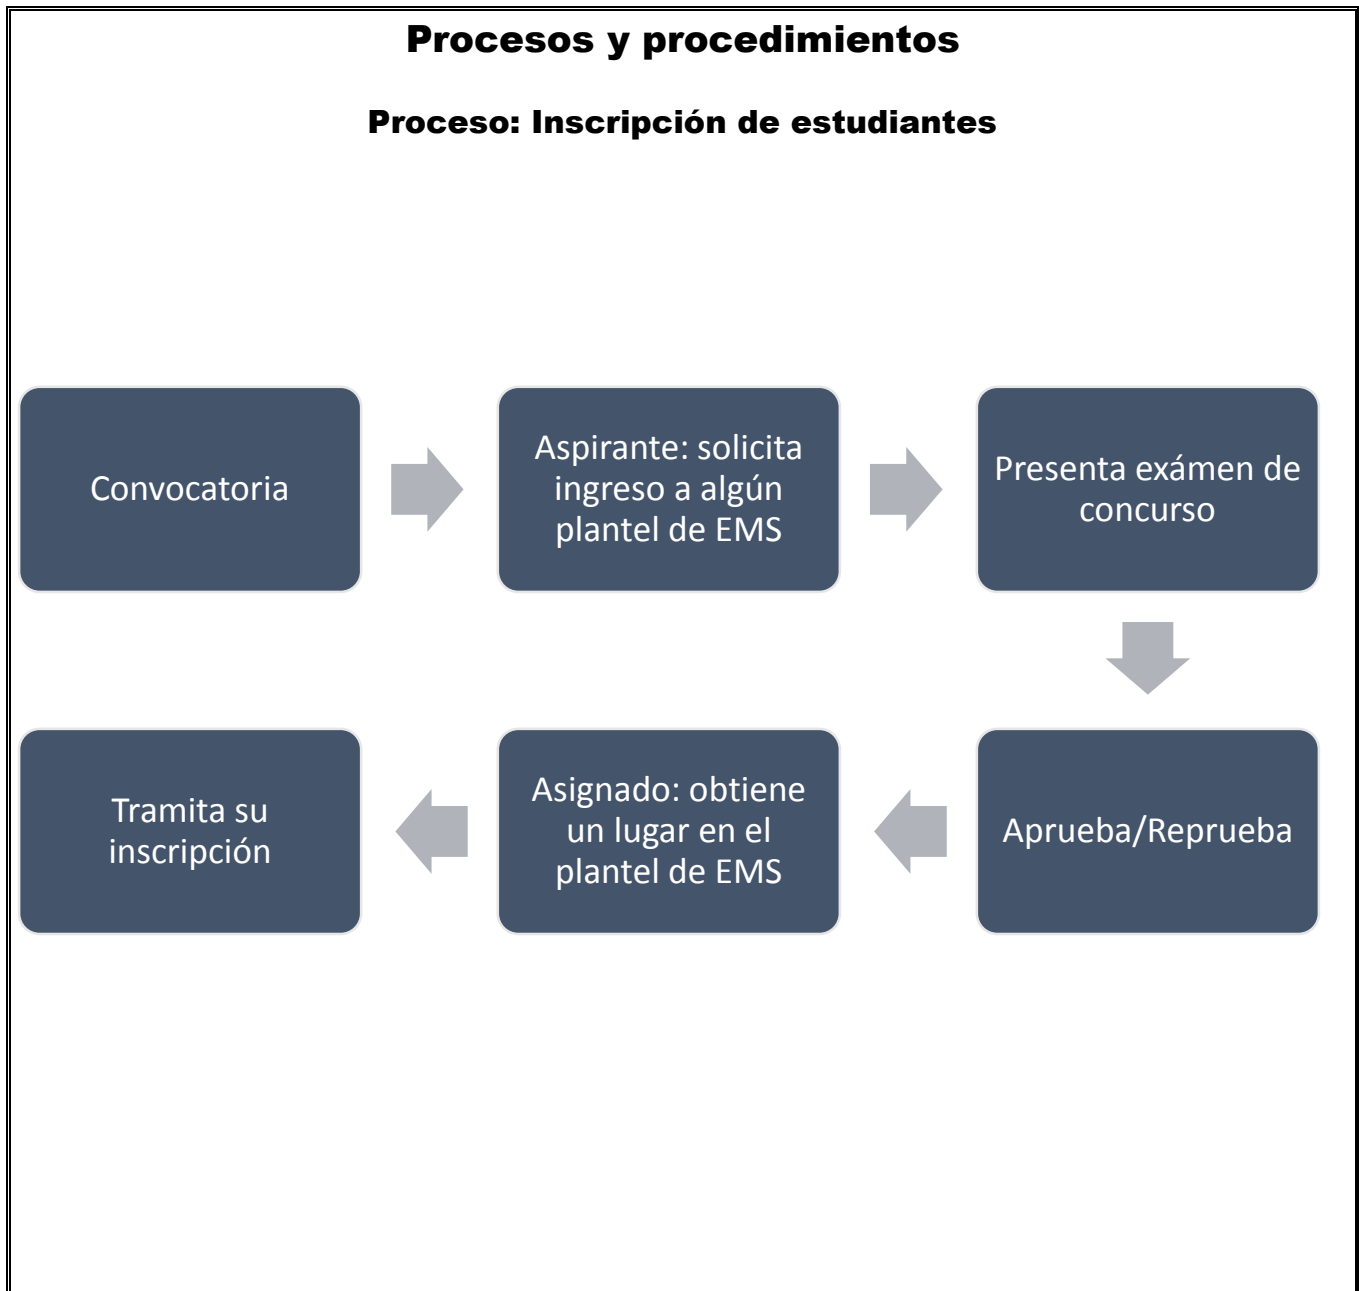 Procesos y procedimientos
Proceso: Inscripción de estudiantes
Convocatoria
Aspirante: solicita
ingreso a algún
plantel de EMS
Presenta exámen de
concurso
Aprueba/Reprueba
Asignado: obtiene
un lugar en el
plantel de EMS
Tramita su
inscripción